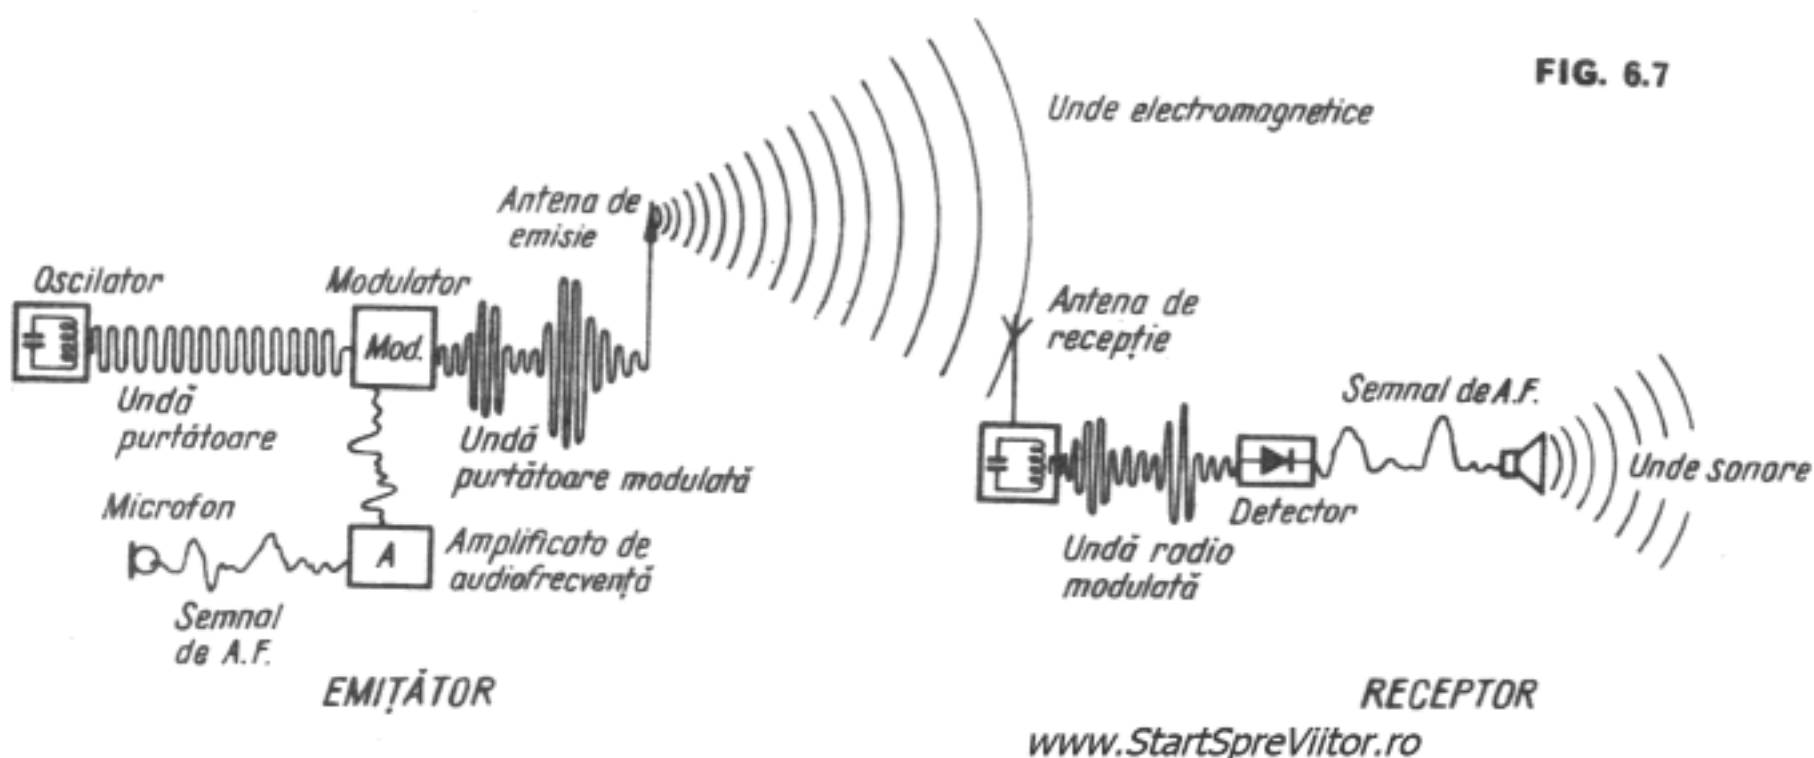 FIG. 6.7
Unde electromagnetice
Antena de
emisie
Oscilator
Modulator
Mod.
Undă
purtătoare
Undă
purtătoare modulată
Microfon
A
Amplificato de
audiofrecvență
Semnal
de A.F.
EMIȚĂTOR
Antena de
recepție
Semnal de A.F.
Unde sonore
Detector
Undă radio
modulată
RECEPTOR
www.StartSpreViitor.ro